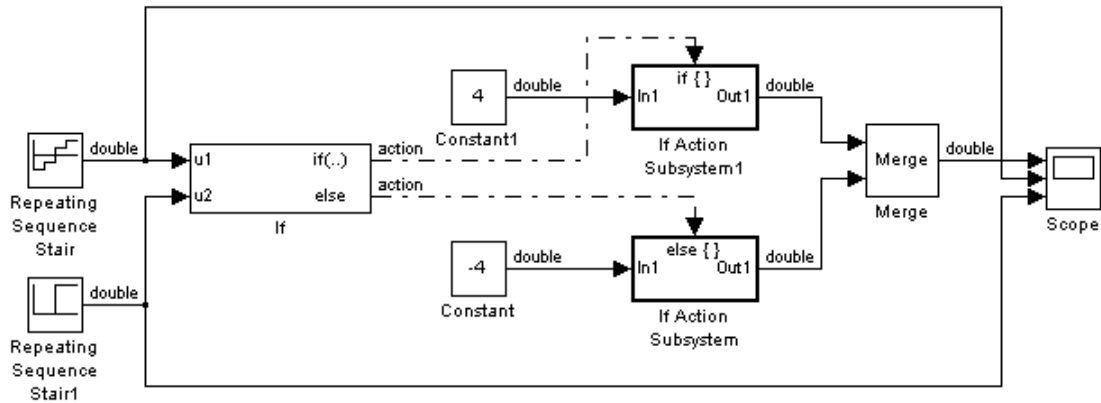 double
4
double
Constant1
if { }
In1
Out1
double
If Action
Subsystem1
double
Repeating
Sequence
Stair
u1
if(..)
u2
else
If
action
action
Merge
double
Merge
Scope
double
Repeating
Sequence
Stair1
-4
double
Constant
else { }
In1
Out1
double
If Action
Subsystem